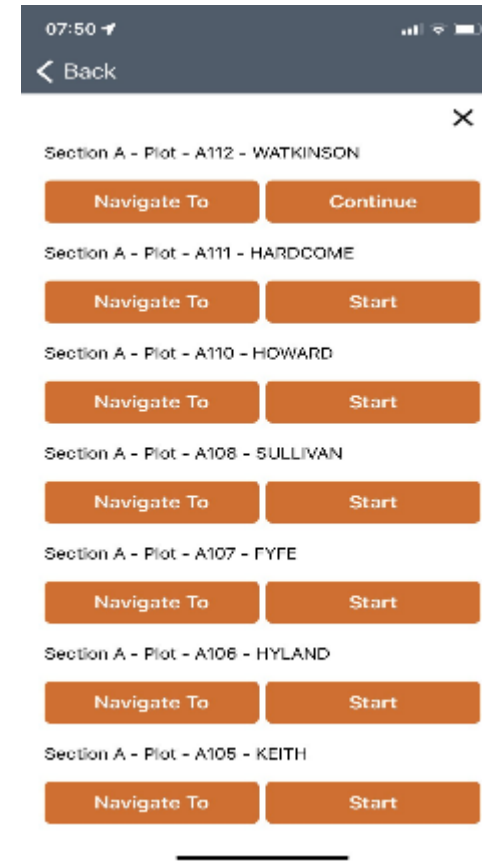 07:50
Back
×
Section A - Plot - A112 - WATKINSON
Navigate To Continue
Section A - Plot - A111 - HARDCOME
Navigate To Start
Section A - Plot - A110 - HOWARD
Navigate To Start
Section A - Plot - A108 - SULLIVAN
Navigate To Start
Section A - Plot - A107 - FYFE
Navigate To Start
Section A - Plot - A106 - HYLAND
Navigate To Start
Section A - Plot - A105 - KEITH
Navigate To Start